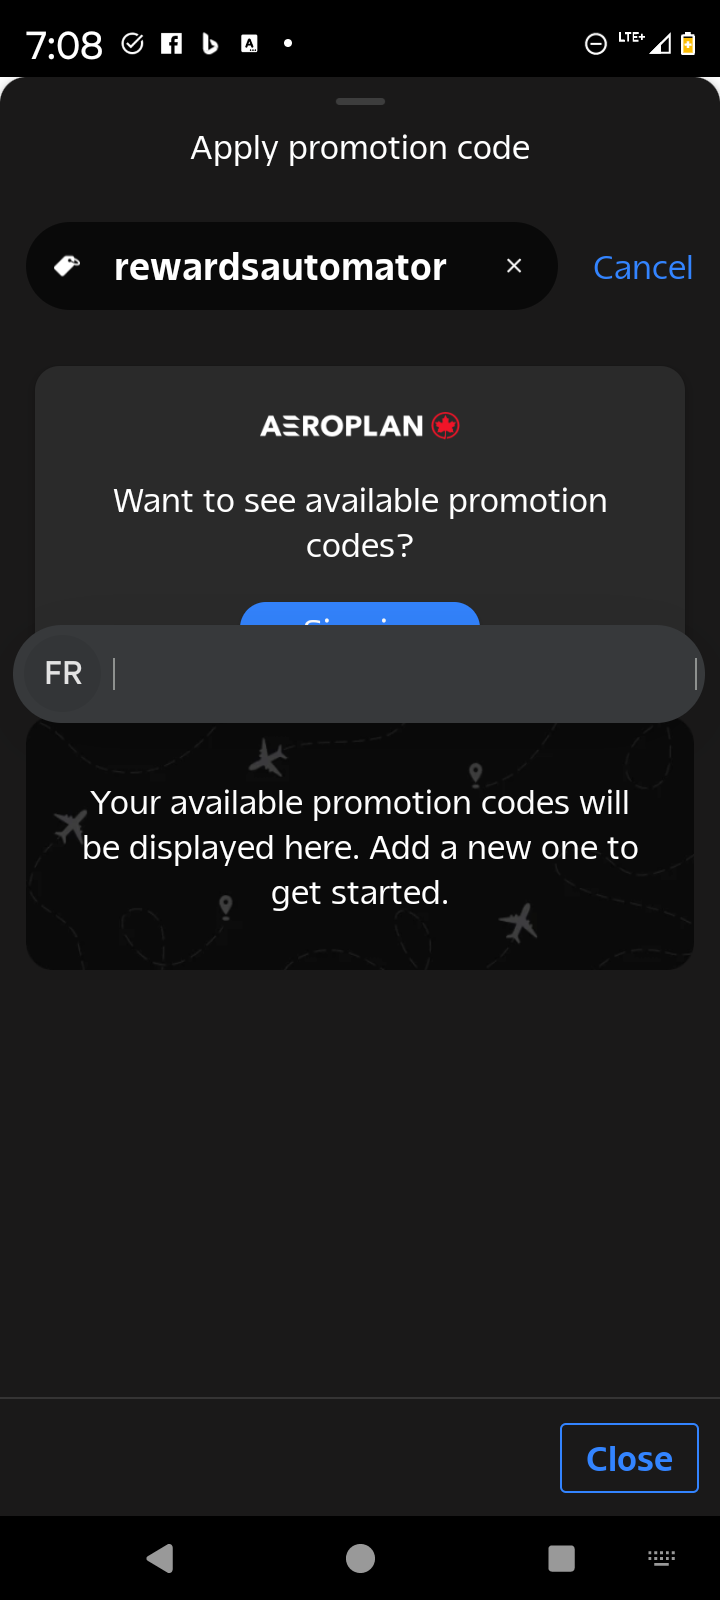 7:08
LTE+
Apply promotion code
rewardsautomator
Cancel
AEROPLAN
Want to see available promotion
codes?
FR
Your available promotion codes will
be displayed here. Add a new one to
get started.
Close